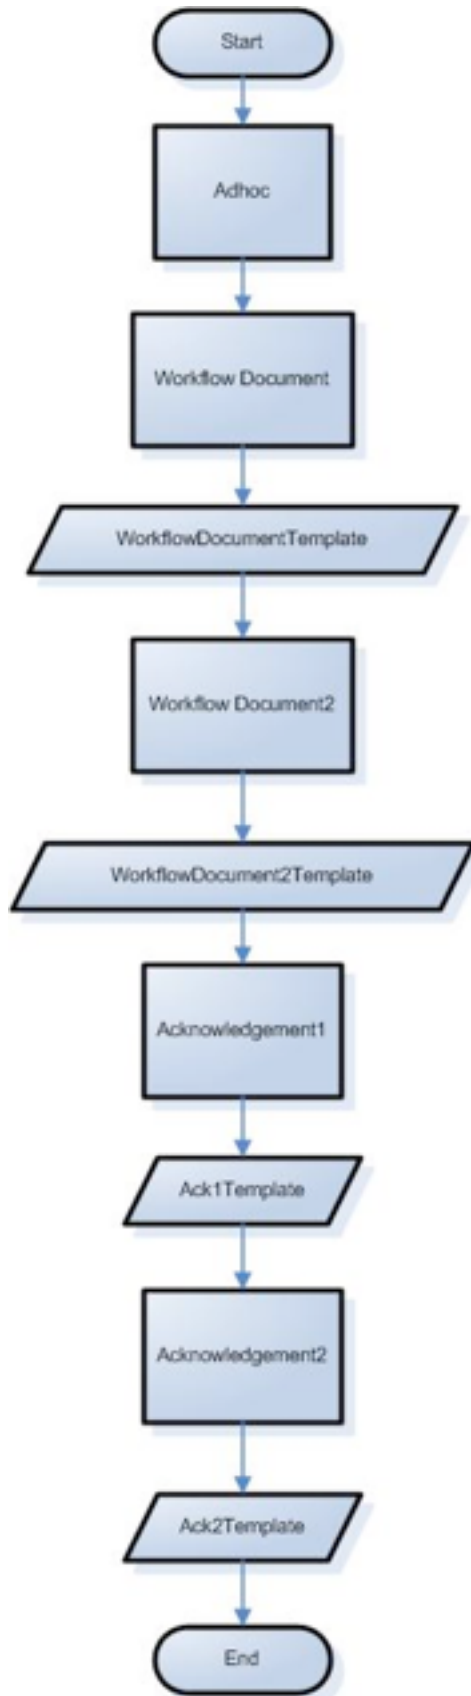 Start
Adhoc
Workflow Document
WorkflowDocumentTemplate
Workflow Document2
WorkflowDocument2Template
Acknowledgement1
Ack1Template
Acknowledgement2
Ack2Template
End